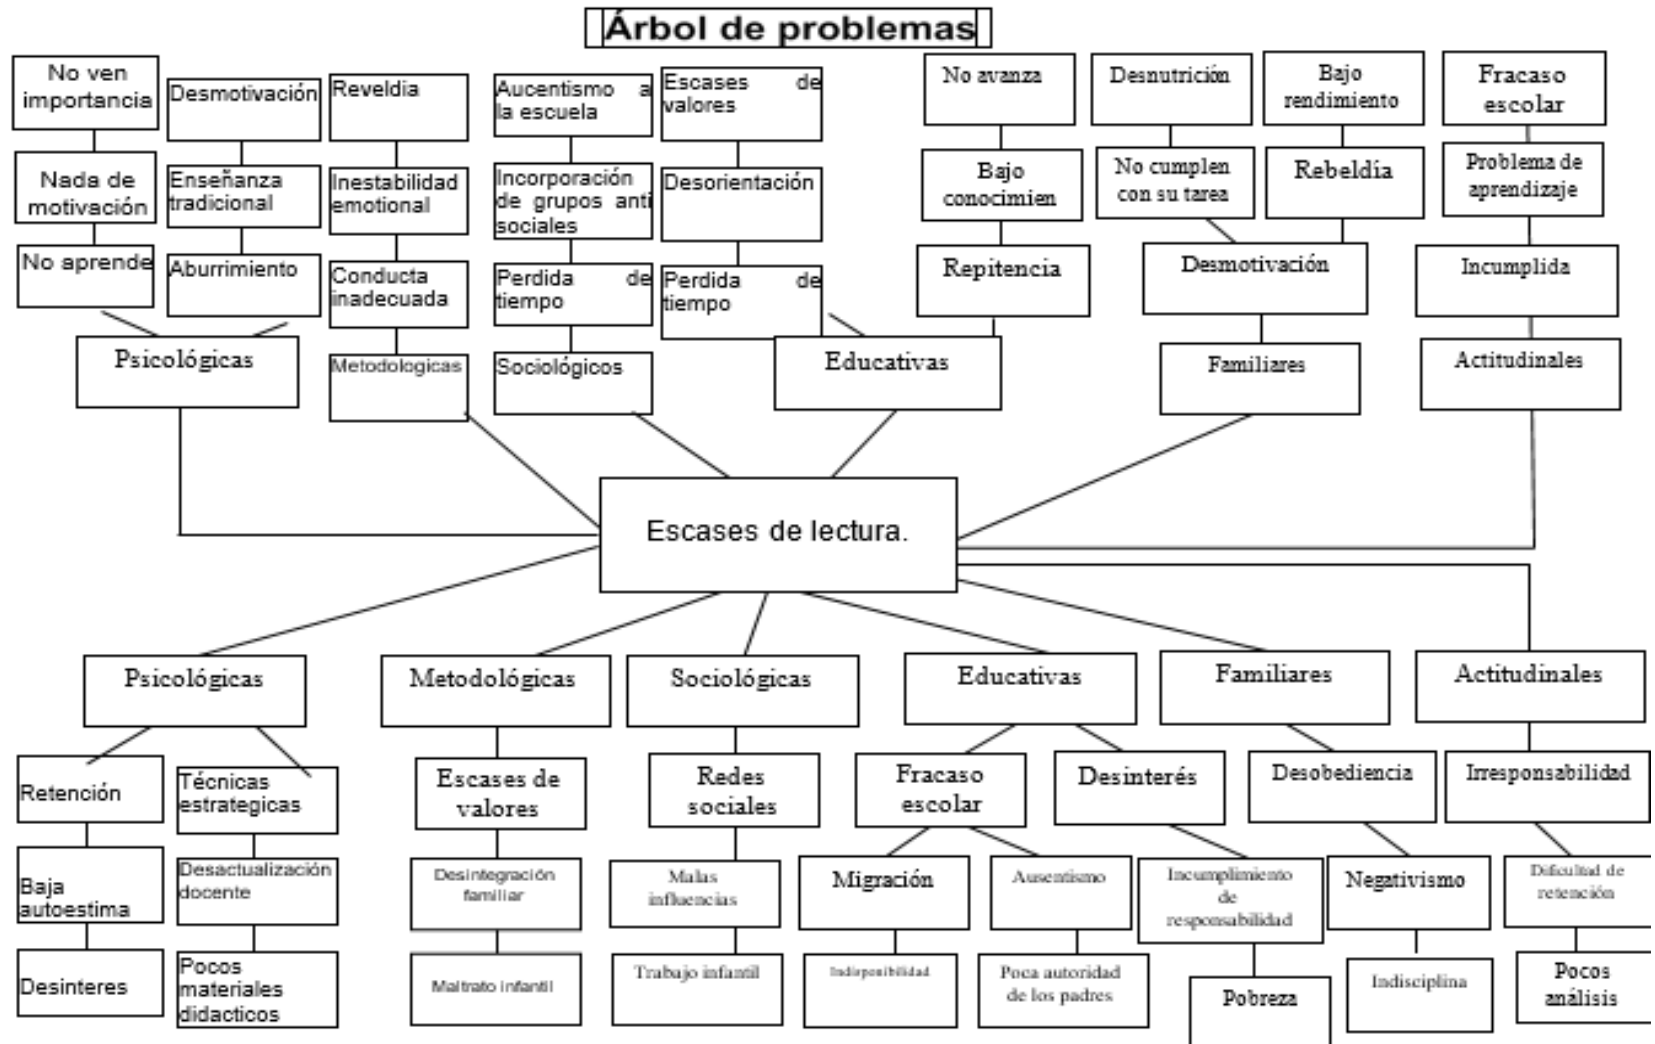 Árbol de problemas
No ven
importancia
Desmotivación
Reveldia
Aucentismo a
la escuela
Escases de
valores
No avanza
Desnutrición
Bajo
rendimiento
Fracaso
escolar
Nada de
motivación
Enseñanza
tradicional
Inestabilidad
emotional
Incorporación
de grupos anti
sociales
Desorientación
Bajo
conocimien
No cumplen
con su tarea
Rebeldía
Problema de
aprendizaje
No aprende
Aburrimiento
Conducta
inadecuada
Perdida de
tiempo
Perdida de
tiempo
Repitencia
Desmotivación
Incumplida
Psicológicas
Metodologicas
Sociológicos
Educativas
Familiares
Actitudinales
Escases de lectura.
Psicológicas
Metodológicas
Sociológicas
Educativas
Familiares
Actitudinales
Retención
Técnicas
estrategicas
Escases de
valores
Redes
sociales
Fracaso
escolar
Desinterés
Desobediencia
Irresponsabilidad
Baja
autoestima
Desactualización
docente
Desintegración
familiar
Malas
influencias
Migración
Ausentismo
Incumplimiento
de
responsabilidad
Negativismo
Dificultad de
retención
Desinteres
Pocos
materiales
didacticos
Maltrato infantil
Trabajo infantil
Indisponibilidad
Poca autoridad
de los padres
Pobreza
Indisciplina
Pocos
análisis